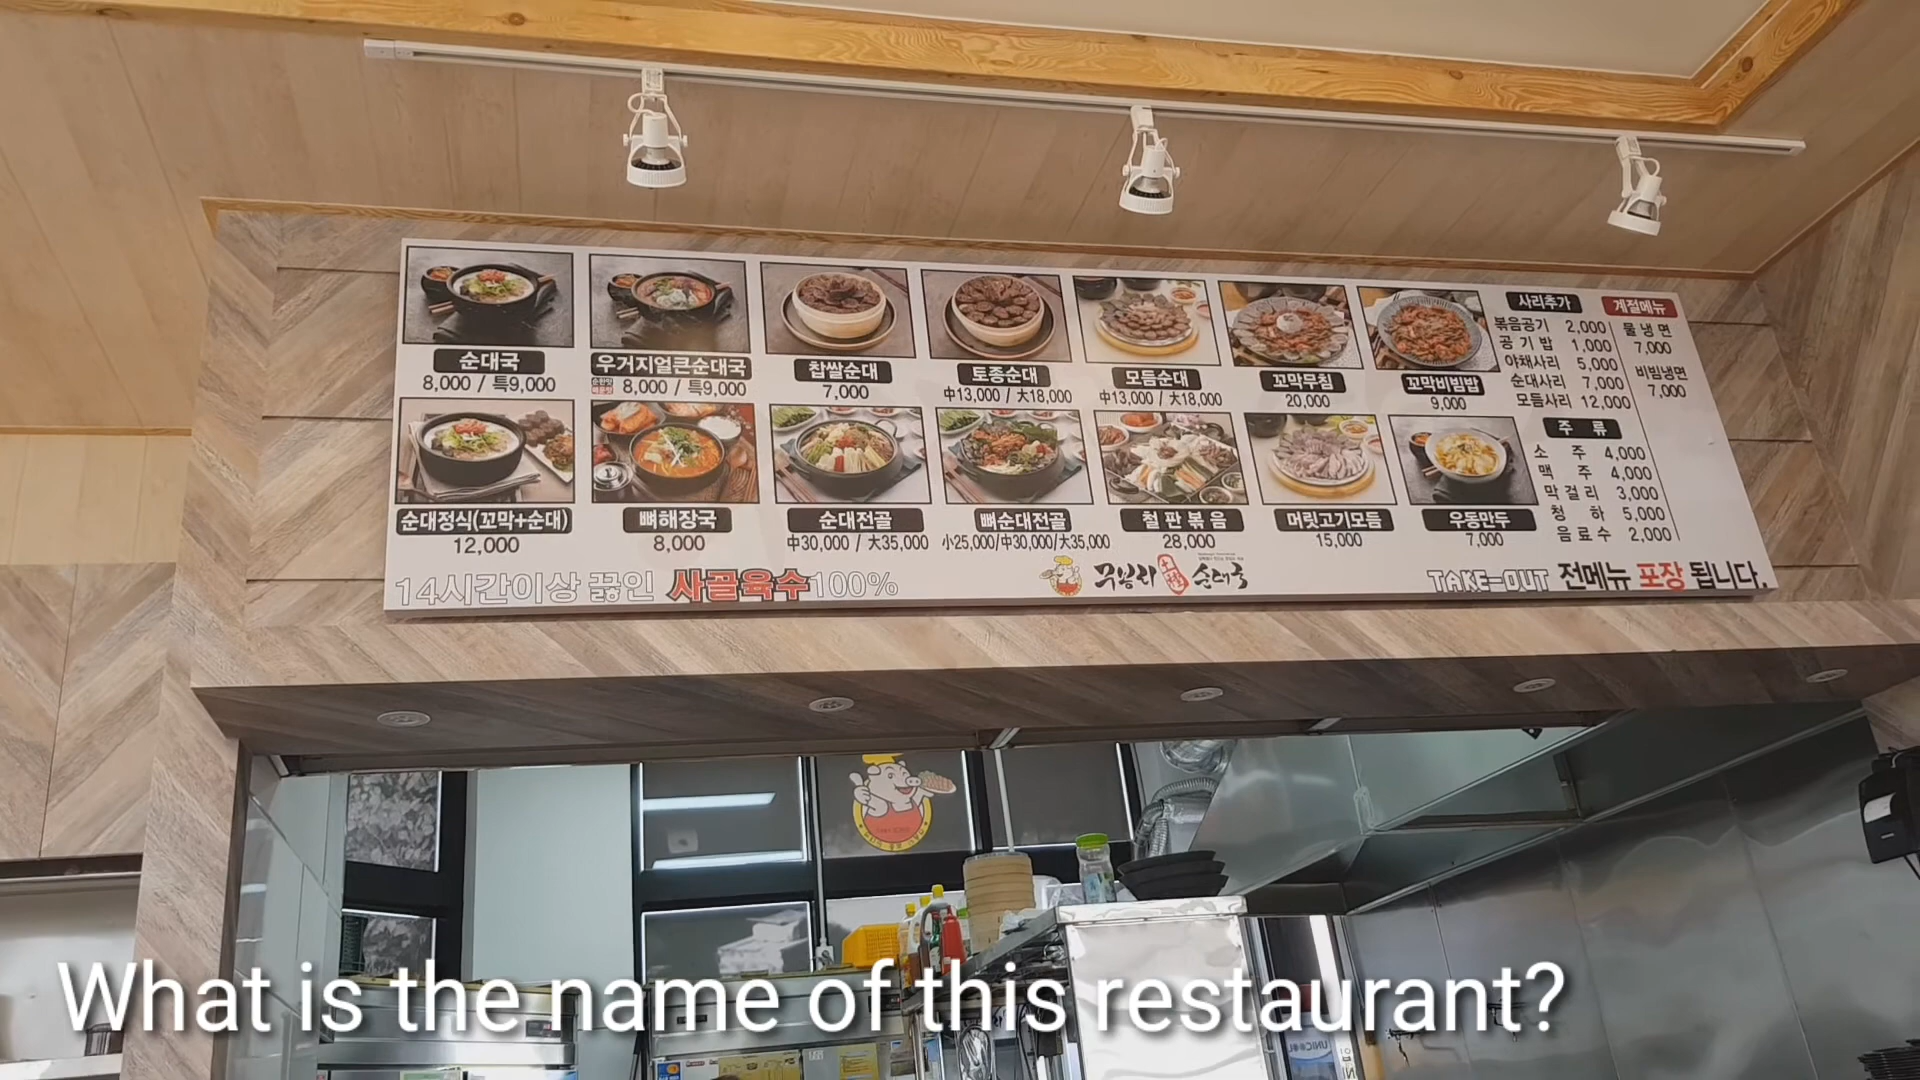 순대국
8,000 / 특9,000
우거지얼큰순대국
8,000 / 특9,000
찹쌀순대
7,000
토종순대
中13,000 / 大18,000
모듬순대
中13,000 / 大18,000
꼬막무침
20,000
꼬막비빔밥
9,000
사리추가
볶음공기 2,000
공기밥 1,000
야채사리 5,000
순대사리 7,000
모듬사리 12,000
계절메뉴
물냉면
7,000
비빔냉면
7,000
순대정식(꼬막+순대)
12,000
뼈해장국
8,000
순대전골
中30,000 / 大35,000
뼈순대전골
小25,000/中30,000/大35,000
철판볶음
28,000
머릿고기모듬
15,000
우동만두
7,000
주류
소주 4,000
맥주 4,000
막걸리 3,000
청하 5,000
음료수 2,000
14시간이상 끓인 사골육수100%
무봉리 土種 순대국
TAKE-OUT 전메뉴 포장 됩니다.
What is the name of this restaurant?